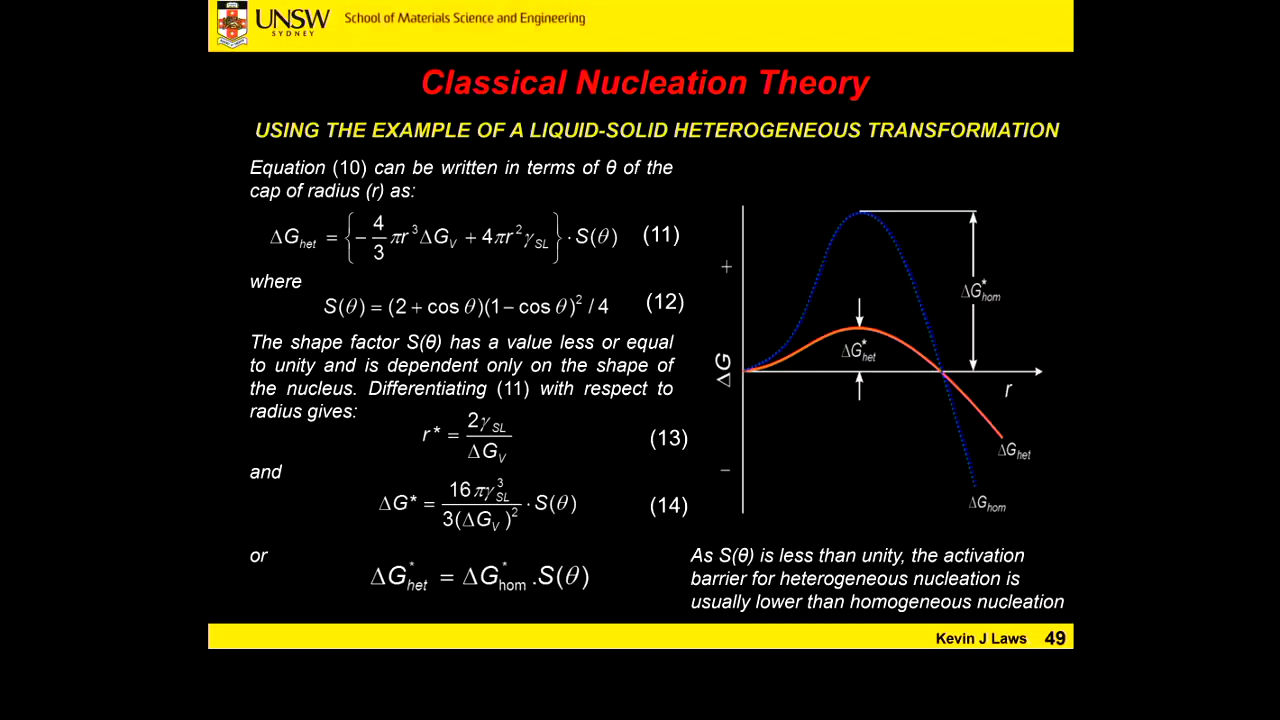 UNSW
SYDNEY
School of Materials Science and Engineering
Classical Nucleation Theory
USING THE EXAMPLE OF A LIQUID-SOLID HETEROGENEOUS TRANSFORMATION
Equation (10) can be written in terms of θ of the
cap of radius (r) as:
ΔG_het = {−4/3 πr³ΔG_V + 4πr²γ_SL} · S(θ) (11)
where
S(θ) = (2 + cos θ)(1 − cos θ)² / 4 (12)
The shape factor S(θ) has a value less or equal
to unity and is dependent only on the shape of
the nucleus. Differentiating (11) with respect to
radius gives:
r* = 2γ_SL / ΔG_V (13)
and
ΔG* = 16πγ_SL³ / 3(ΔG_V)² · S(θ) (14)
or
ΔG*_het = ΔG*_hom . S(θ)
+
ΔG
−
ΔG*_hom
ΔG*_het
r
ΔG_het
ΔG_hom
As S(θ) is less than unity, the activation
barrier for heterogeneous nucleation is
usually lower than homogeneous nucleation
Kevin J Laws 49